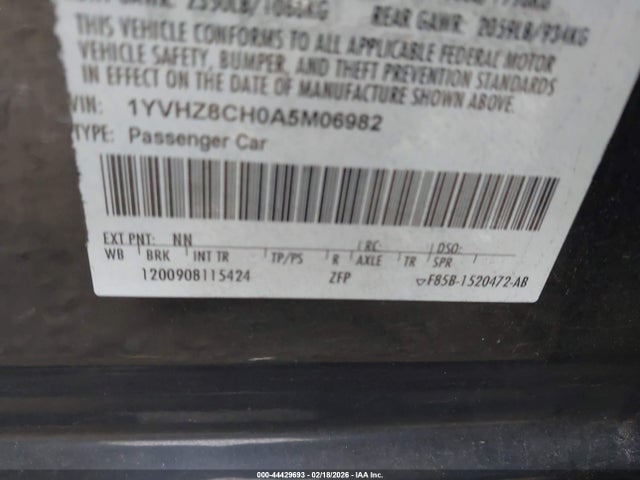 2350LB/1066KG REAR GAWR: 2059LB/934KG
THIS VEHICLE CONFORMS TO ALL APPLICABLE FEDERAL MOTOR
VEHICLE SAFETY, BUMPER, AND THEFT PREVENTION STANDARDS
IN EFFECT ON THE DATE OF MANUFACTURE SHOWN ABOVE.
VIN: 1YVHZ8CH0A5M06982
TYPE: Passenger Car
EXT PNT: NN RC: DSO:
WB BRK INT TR TP/PS R AXLE TR SPR
1200908115424 ZFP F85B-1520472-AB
000-44429693 - 02/18/2026 - IAA Inc.